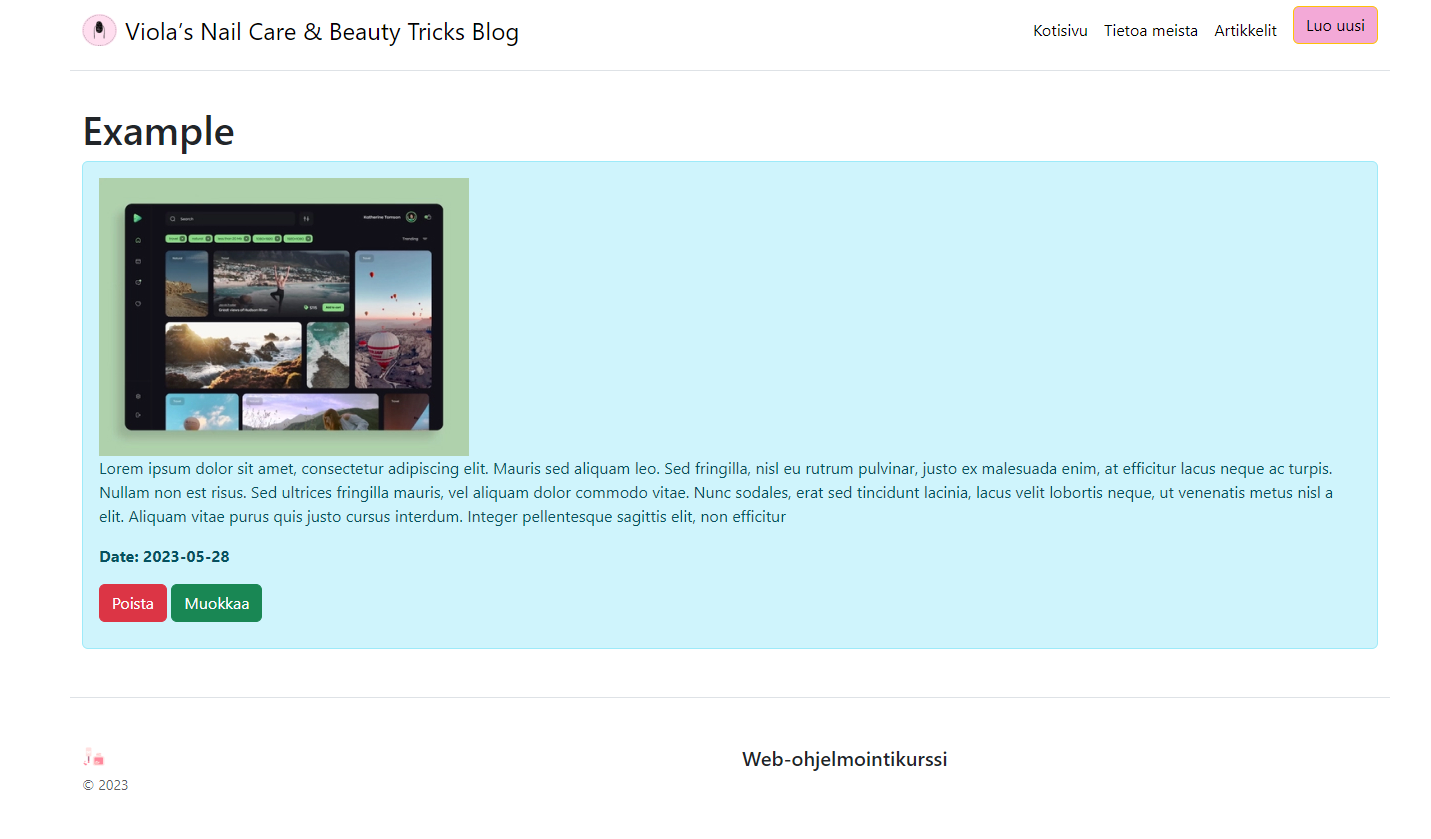 Viola’s Nail Care & Beauty Tricks Blog
Kotisivu Tietoa meista Artikkelit Luo uusi
Example
Search
Katherine Tomson
Trending
Lorem ipsum dolor sit amet, consectetur adipiscing elit. Mauris sed aliquam leo. Sed fringilla, nisl eu rutrum pulvinar, justo ex malesuada enim, at efficitur lacus neque ac turpis.
Nullam non est risus. Sed ultrices fringilla mauris, vel aliquam dolor commodo vitae. Nunc sodales, erat sed tincidunt lacinia, lacus velit lobortis neque, ut venenatis metus nisl a
elit. Aliquam vitae purus quis justo cursus interdum. Integer pellentesque sagittis elit, non efficitur
Date: 2023-05-28
Poista Muokkaa
Web-ohjelmointikurssi
© 2023